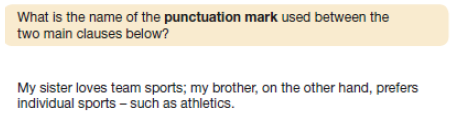 What is the name of the punctuation mark used between the
two main clauses below?
My sister loves team sports; my brother, on the other hand, prefers
individual sports – such as athletics.